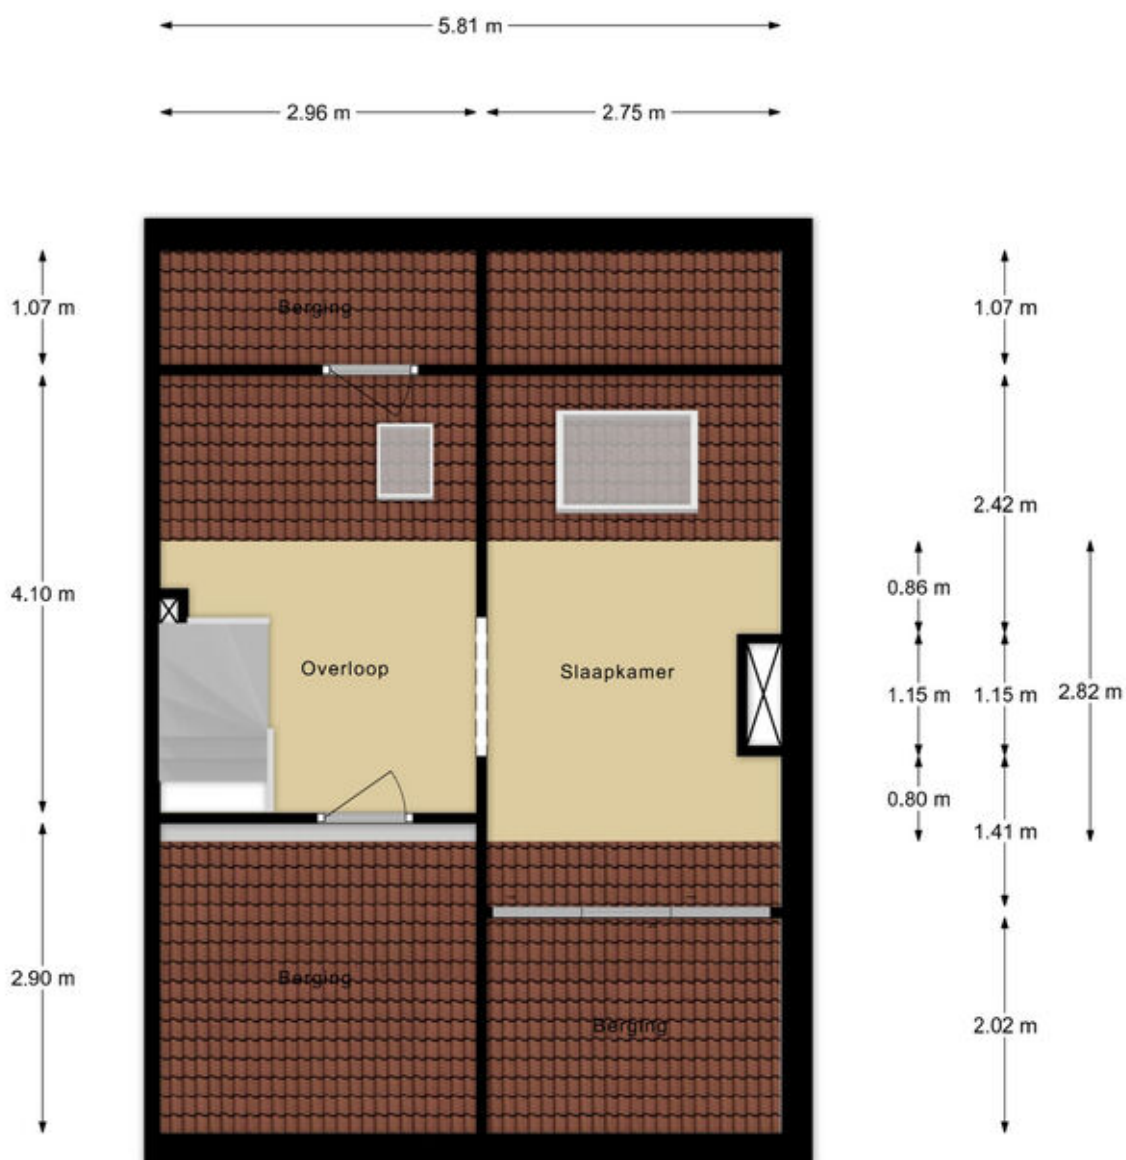 5.81 m
2.96 m
2.75 m
1.07 m
Berging
1.07 m
2.42 m
4.10 m
0.86 m
Overloop
Slaapkamer
1.15 m
1.15 m
2.82 m
0.80 m
1.41 m
2.90 m
Berging
Berging
2.02 m